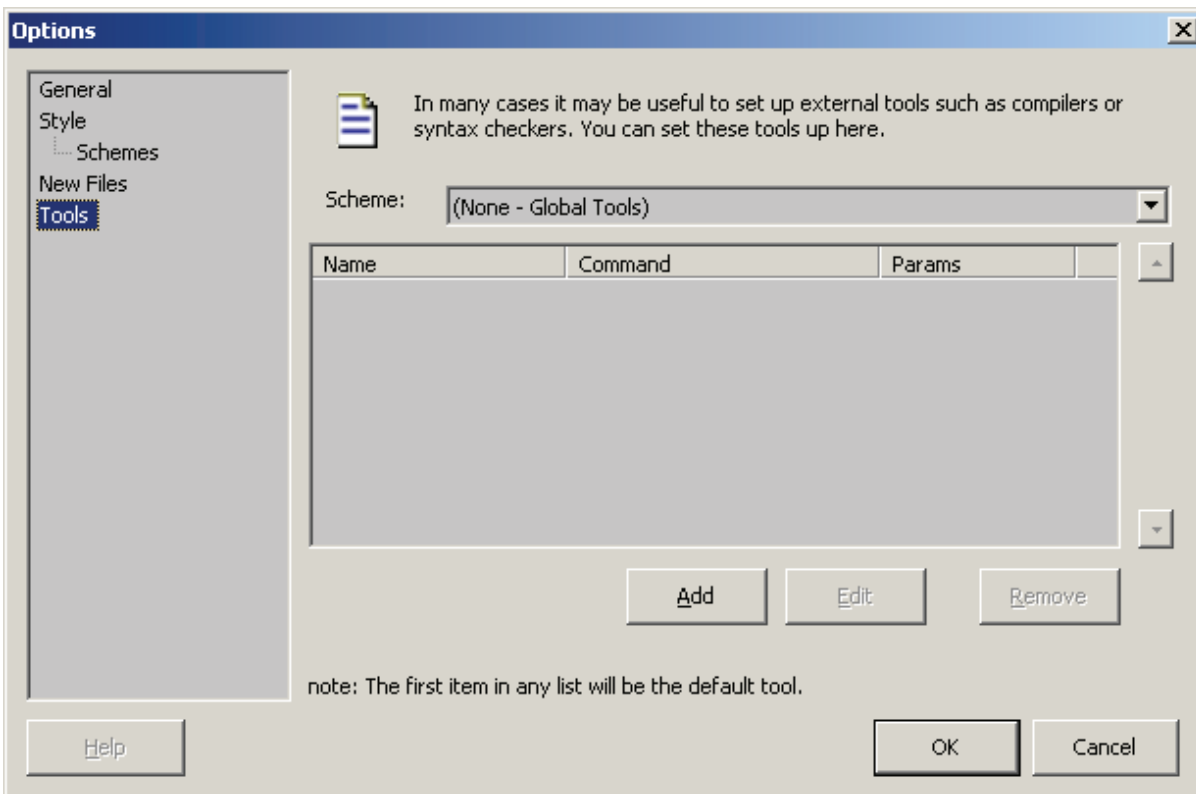 Options
General
Style
Schemes
New Files
Tools
In many cases it may be useful to set up external tools such as compilers or
syntax checkers. You can set these tools up here.
Scheme: (None - Global Tools)
Name Command Params
Add Edit Remove
note: The first item in any list will be the default tool.
Help OK Cancel